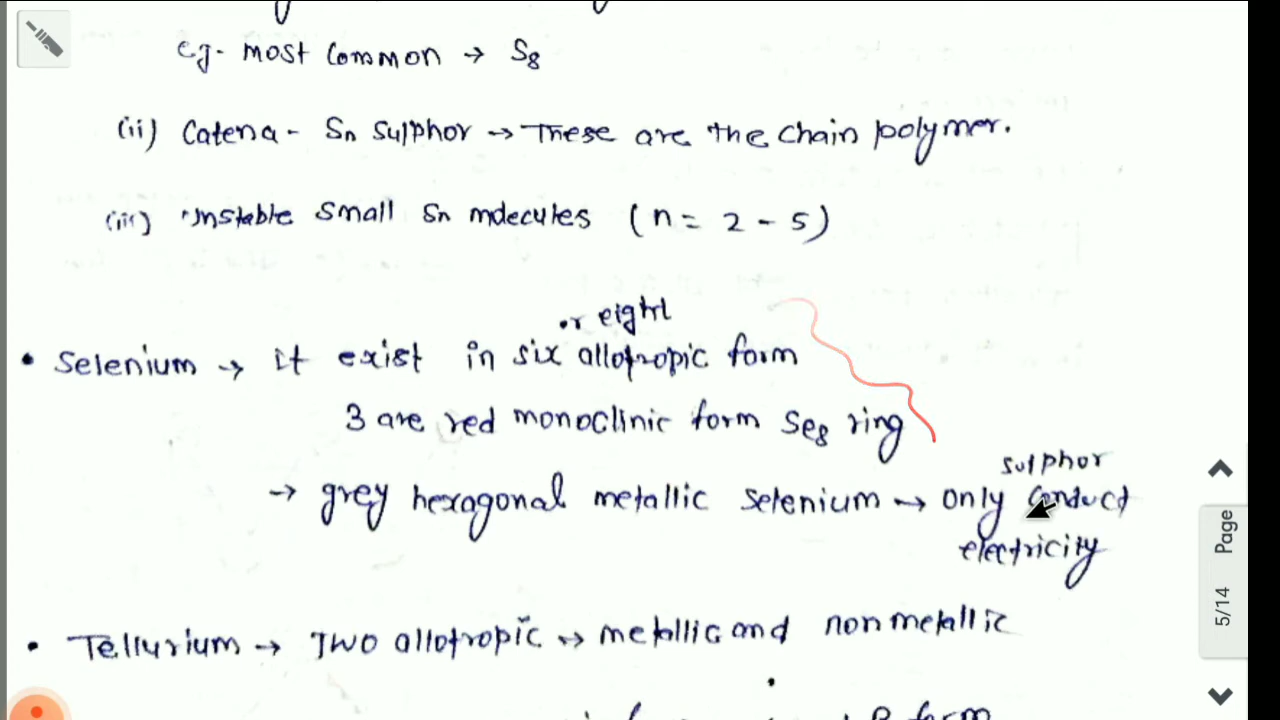 eg- most common → S8
(ii) Catena - Sn sulphor → These are the chain polymer.
(iii) Unstable small Sn molecules (n = 2 - 5)
or eight
• Selenium → it exist in six allotropic form
3 are red monoclinic form Se8 ring
sulphor
→ grey hexagonal metallic selenium → only conduct
electricity
• Tellurium → Two allotropic → metallic and non metallic
form
Page
5/14